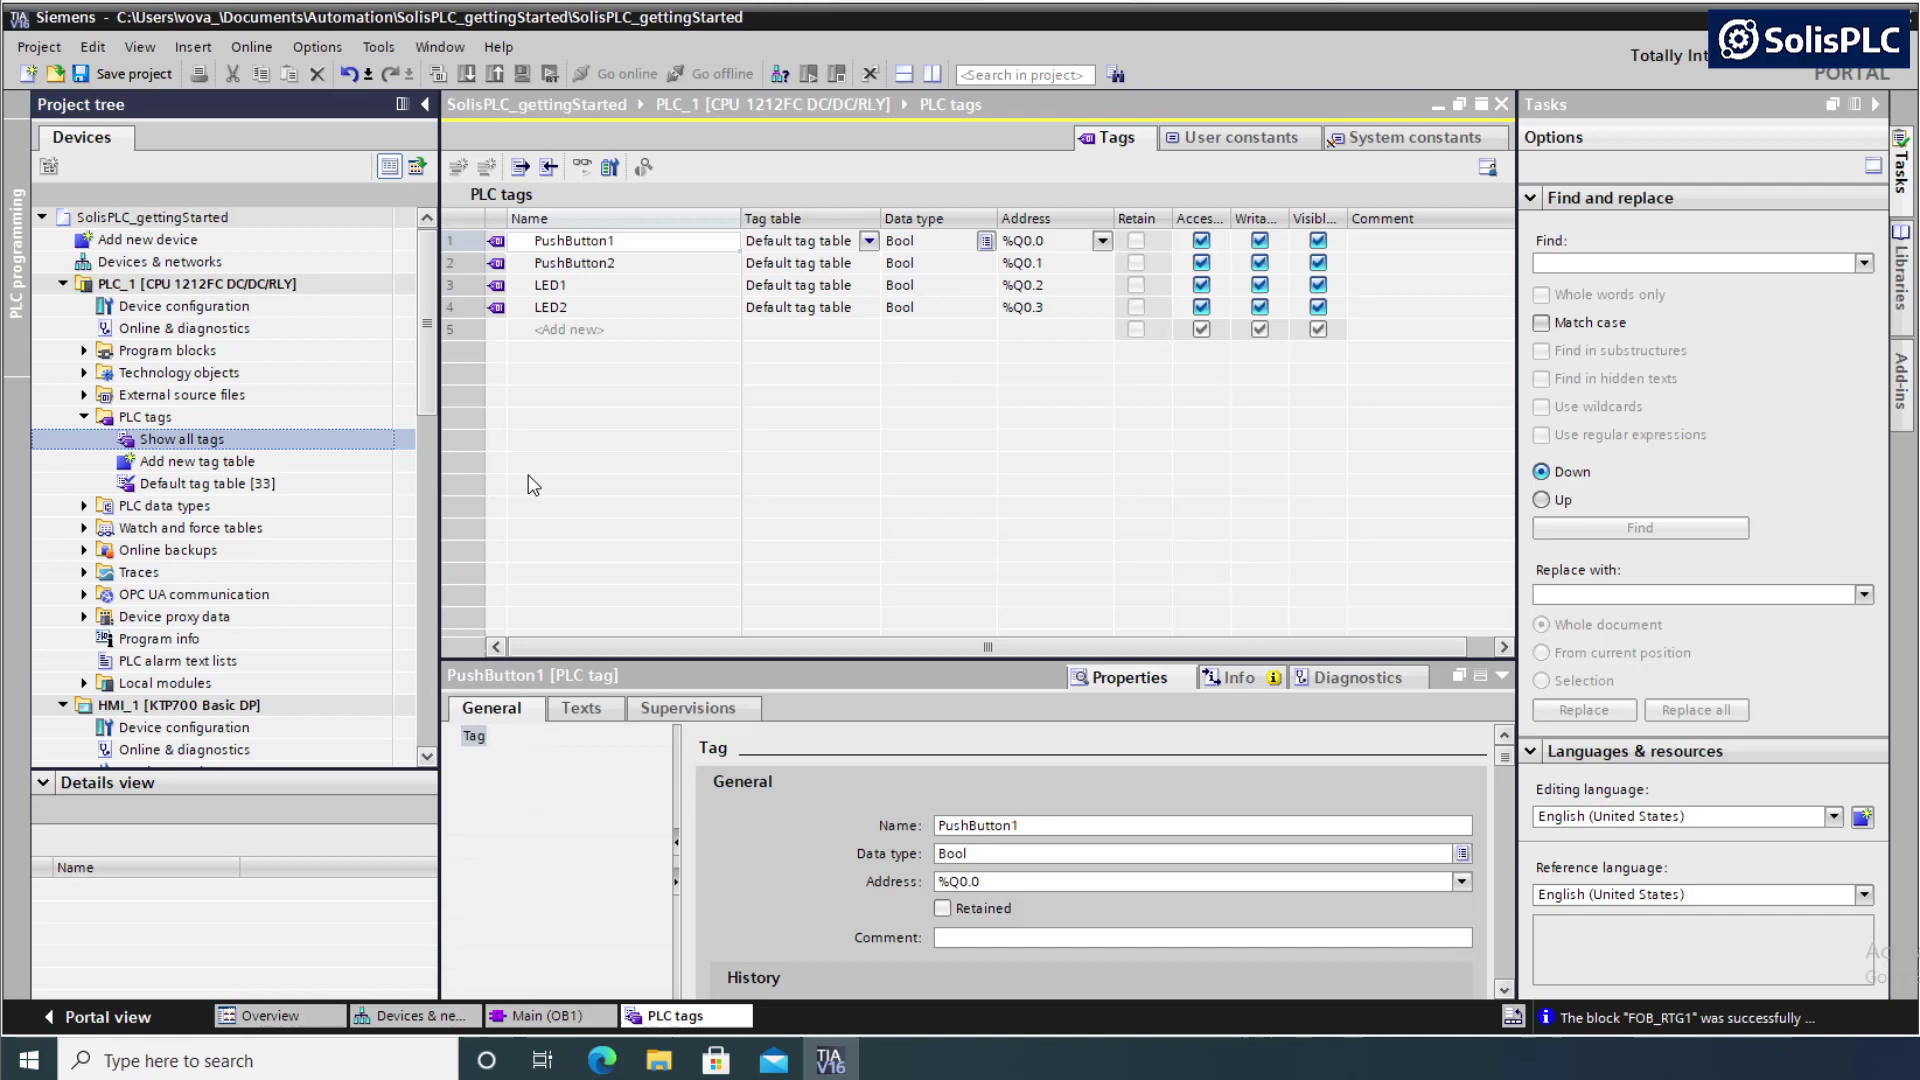 Siemens - C:\Users\vova_\Documents\Automation\SolisPLC_gettingStarted\SolisPLC_gettingStarted
SolisPLC
Project Edit View Insert Online Options Tools Window Help
Totally Int
PORTAL
Save project
Go online
Go offline
<Search in project>
PLC programming
Project tree
Devices
SolisPLC_gettingStarted
Add new device
Devices & networks
PLC_1 [CPU 1212FC DC/DC/RLY]
Device configuration
Online & diagnostics
Program blocks
Technology objects
External source files
PLC tags
Show all tags
Add new tag table
Default tag table [33]
PLC data types
Watch and force tables
Online backups
Traces
OPC UA communication
Device proxy data
Program info
PLC alarm text lists
Local modules
HMI_1 [KTP700 Basic DP]
Device configuration
Online & diagnostics
Details view
Name
SolisPLC_gettingStarted PLC_1 [CPU 1212FC DC/DC/RLY] PLC tags
Tags User constants System constants
PLC tags
Name Tag table Data type Address Retain Acces... Writa... Visibl... Comment
1 PushButton1 Default tag table Bool %Q0.0
2 PushButton2 Default tag table Bool %Q0.1
3 LED1 Default tag table Bool %Q0.2
4 LED2 Default tag table Bool %Q0.3
5 <Add new>
PushButton1 [PLC tag]
Properties Info Diagnostics
General Texts Supervisions
Tag
Tag
General
Name: PushButton1
Data type: Bool
Address: %Q0.0
Retained
Comment:
History
Tasks
Options
Find and replace
Find:
Whole words only
Match case
Find in substructures
Find in hidden texts
Use wildcards
Use regular expressions
Down
Up
Find
Replace with:
Whole document
From current position
Selection
Replace Replace all
Languages & resources
Editing language:
English (United States)
Reference language:
English (United States)
Tasks
Libraries
Add-ins
Portal view
Overview
Devices & ne...
Main (OB1)
PLC tags
The block "FOB_RTG1" was successfully ...
Type here to search
TIA
V16